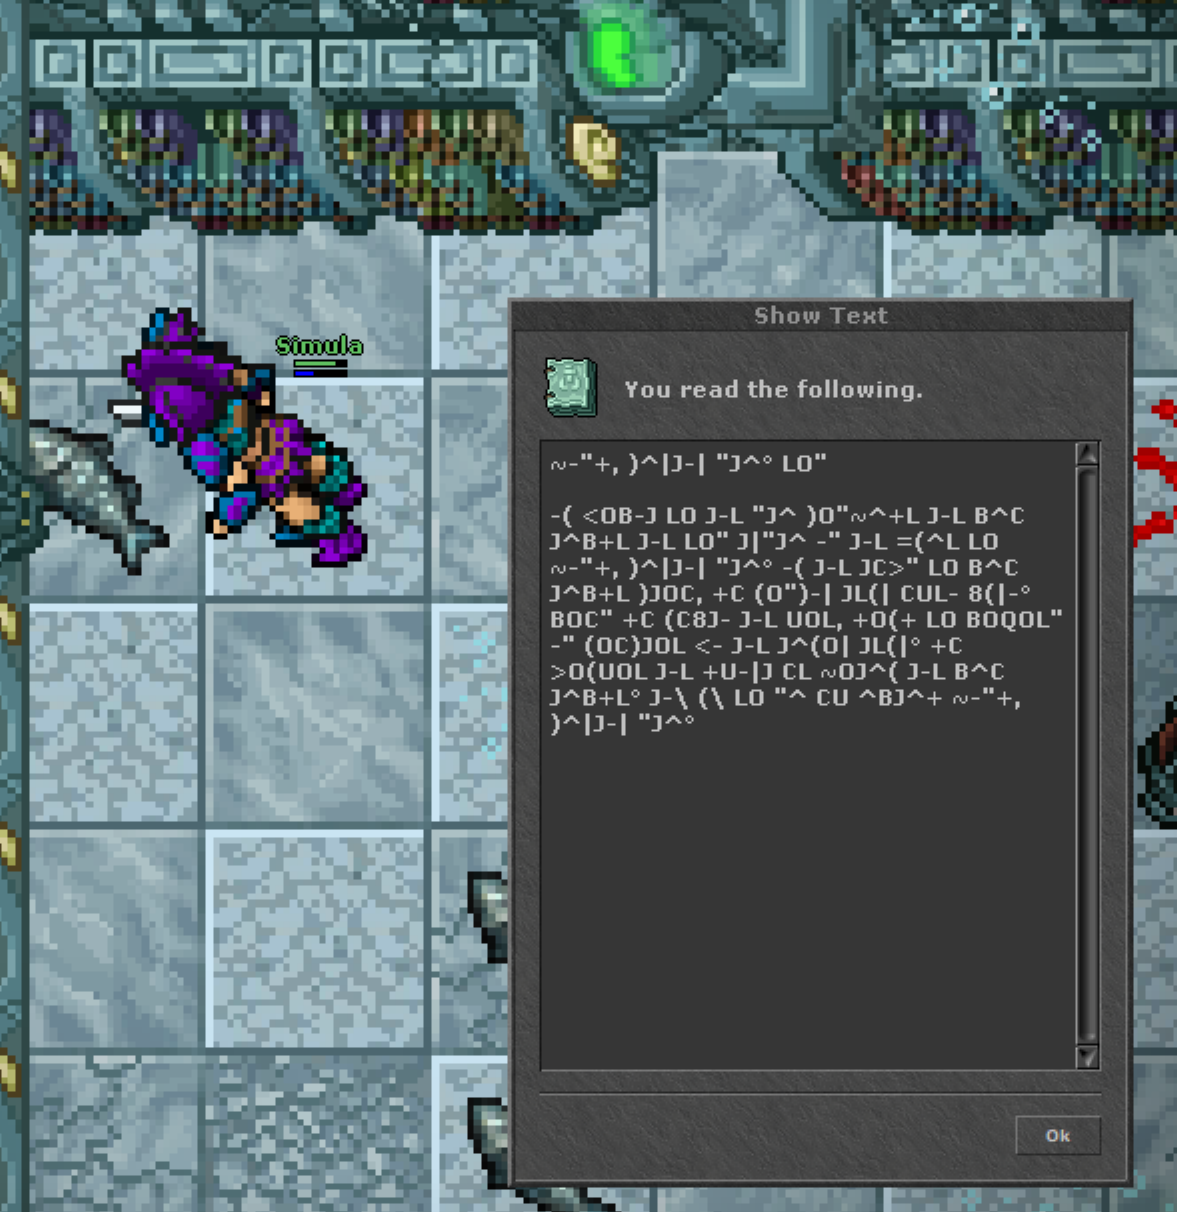 Simula
Show Text
You read the following.
~-"+, )^|J-| "J^° LO"
-( <OB-J LO J-L "J^ )O"~^+L J-L B^C
J^B+L J-L LO" J|"J^ -" J-L =(^L LO
~-"+, )^|J-| "J^° -( J-L JC>" LO B^C
J^B+L )JOC, +C (O")-| JL(| CUL- 8(|-°
BOC" +C (C8J- J-L UOL, +O(+ LO BOQOL"
-" (OC)JOL <- J-L J^(O| JL(|° +C
>O(UOL J-L +U-|J CL ~OJ^( J-L B^C
J^B+L° J-\ (\ LO "^ CU ^BJ^+ ~-"+,
)^|J-| "J^°
Ok